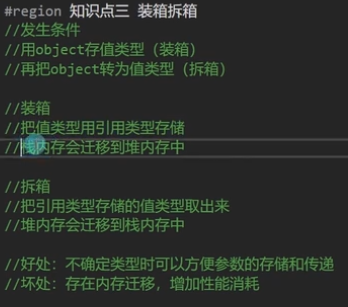 #region 知识点三 装箱拆箱
//发生条件
//用object存值类型（装箱）
//再把object转为值类型（拆箱）
//装箱
//把值类型用引用类型存储
//栈内存会迁移到堆内存中
//拆箱
//把引用类型存储的值类型取出来
//堆内存会迁移到栈内存中
//好处：不确定类型时可以方便参数的存储和传递
//坏处：存在内存迁移，增加性能消耗